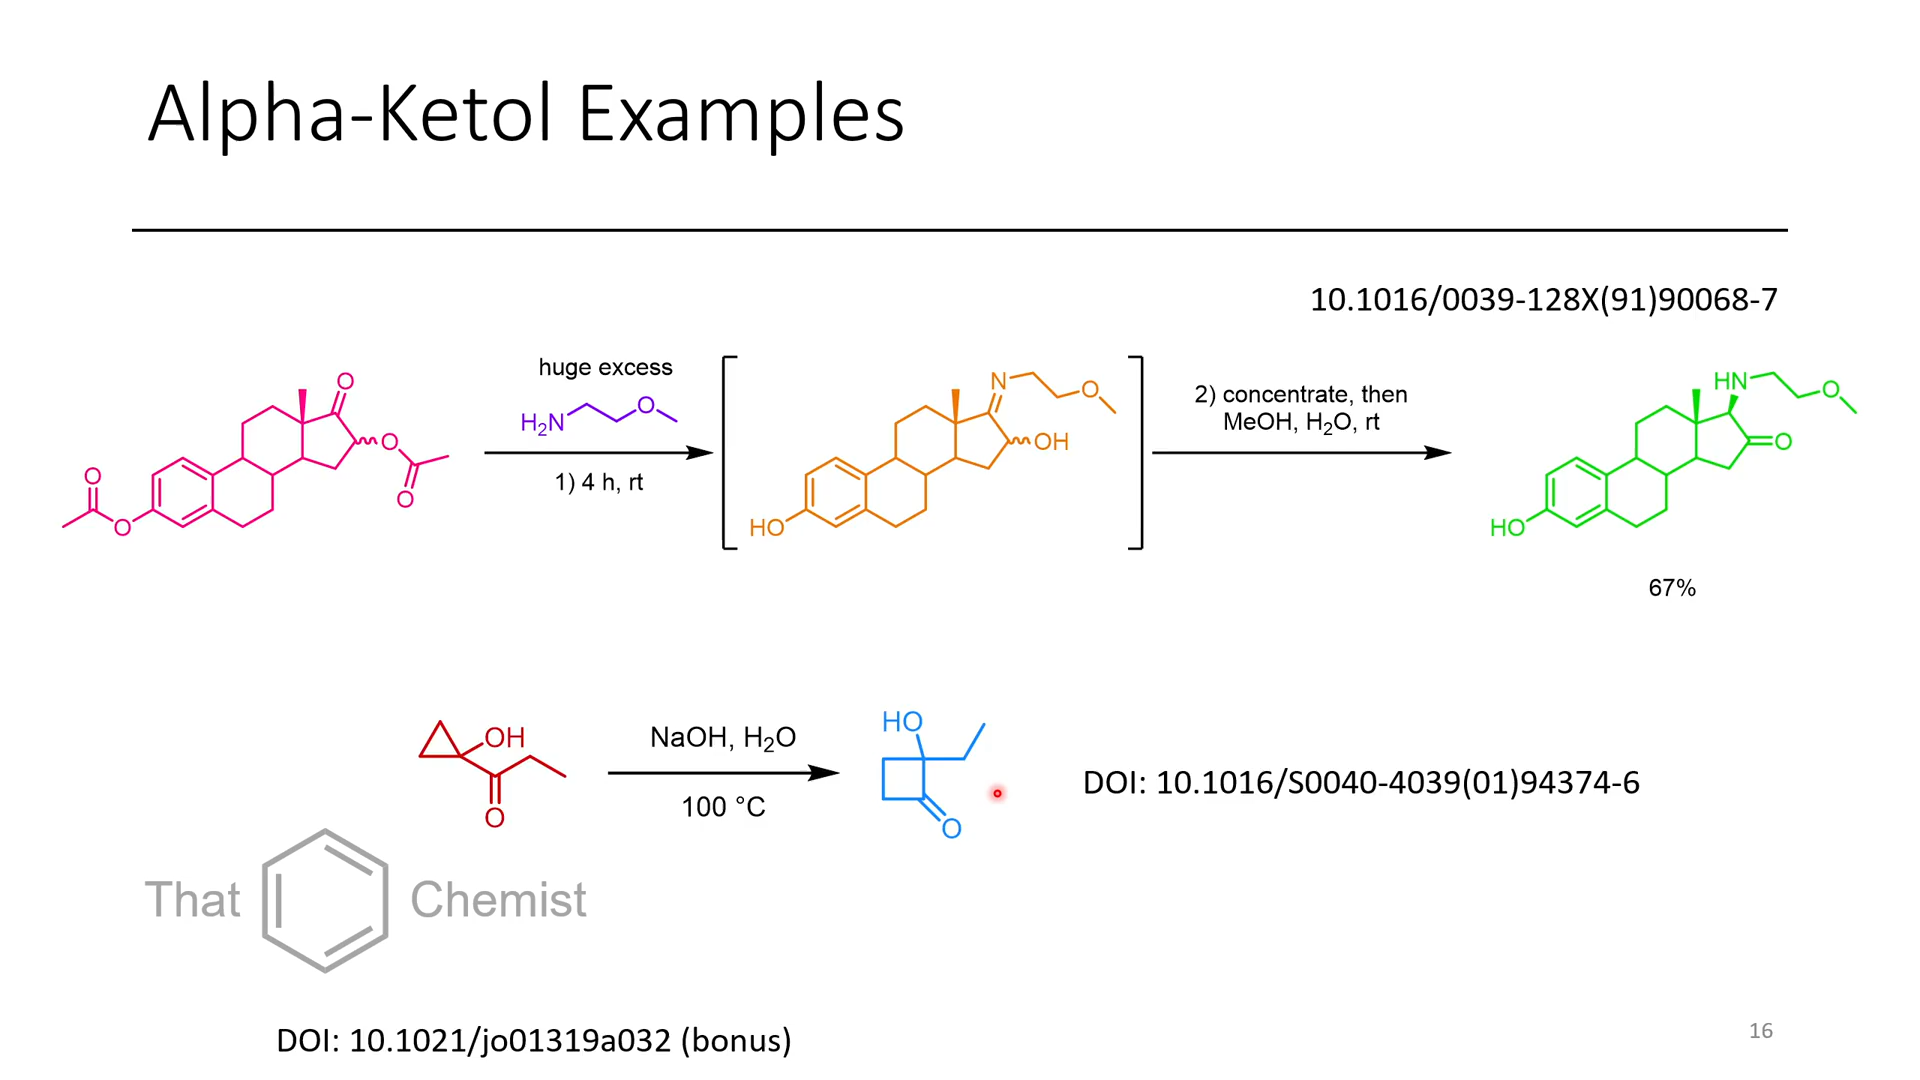 Alpha-Ketol Examples
10.1016/0039-128X(91)90068-7
huge excess
H₂N O
1) 4 h, rt
O
O
O
O
O
N
O
OH
HO
2) concentrate, then
MeOH, H₂O, rt
HN
O
O
HO
67%
OH
O
NaOH, H₂O
100 °C
HO
O
DOI: 10.1016/S0040-4039(01)94374-6
That Chemist
DOI: 10.1021/jo01319a032 (bonus)
16